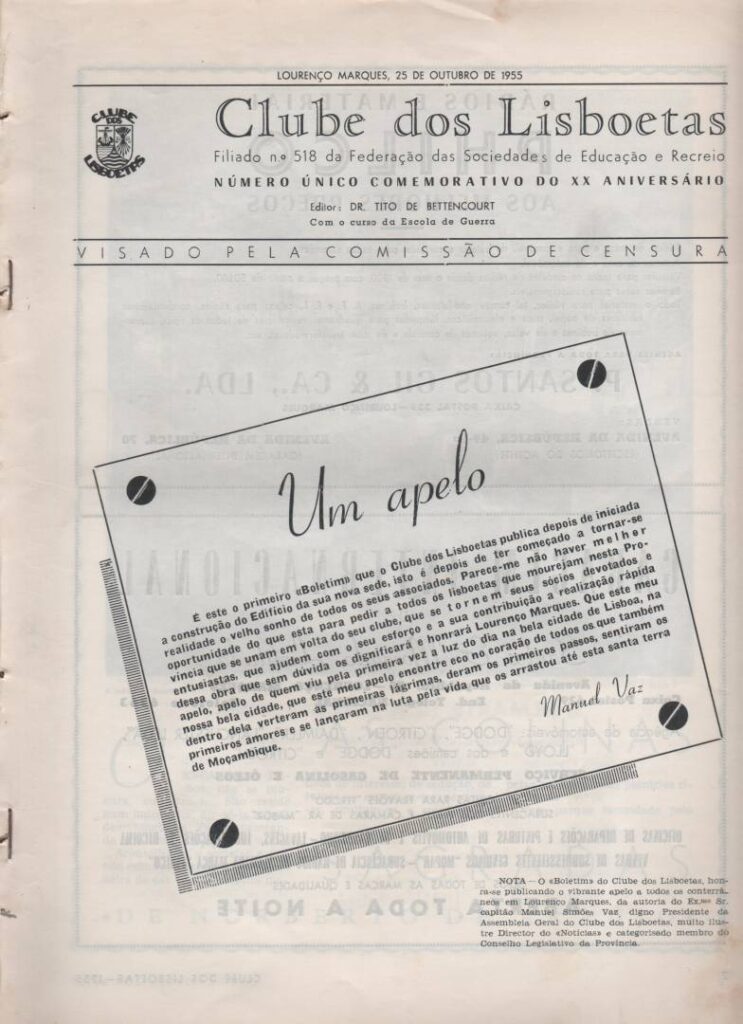 LOURENÇO MARQUES, 25 DE OUTUBRO DE 1955
CLUBE
DOS
LISBOETAS
Clube dos Lisboetas
Filiado n.º 518 da Federação das Sociedades de Educação e Recreio
NÚMERO ÚNICO COMEMORATIVO DO XX ANIVERSÁRIO
Editor: DR. TITO DE BETTENCOURT
Com o curso da Escola de Guerra
VISADO PELA COMISSÃO DE CENSURA
Um apelo
É este o primeiro «Boletim» que o Clube dos Lisboetas publica depois de iniciada
a construção do Edifício da sua nova sede, isto é depois de ter começado a tornar-se
realidade o velho sonho de todos os seus associados. Parece-me não haver melhor
oportunidade do que esta para pedir a todos os lisboetas que mourejam nesta Pro-
víncia que se unam em volta do seu clube, que se tornem seus sócios devotados e
entusiastas, que ajudem com o seu esforço e a sua contribuição a realização rápida
dessa obra que sem dúvida os dignificará e honrará Lourenço Marques. Que este meu
apelo, apelo de quem viu pela primeira vez a luz do dia na bela cidade de Lisboa, na
nossa bela cidade, que este meu apelo encontre eco no coração de todos os que também
dentro dela verteram as primeiras lágrimas, deram os primeiros passos, sentiram os
primeiros amores e se lançaram na luta pela vida que os arrastou até esta santa terra
de Moçambique.
Manuel Vaz
NOTA — O «Boletim» do Clube dos Lisboetas, hon-
ra-se publicando o vibrante apelo a todos os conterrâ-
neos em Lourenço Marques, da autoria do Ex.mo Sr.
capitão Manuel Simões Vaz, digno Presidente da
Assembleia Geral do Clube dos Lisboetas, muito ilus-
tre Director do «Notícias» e categorisado membro do
Conselho Legislativo da Província.